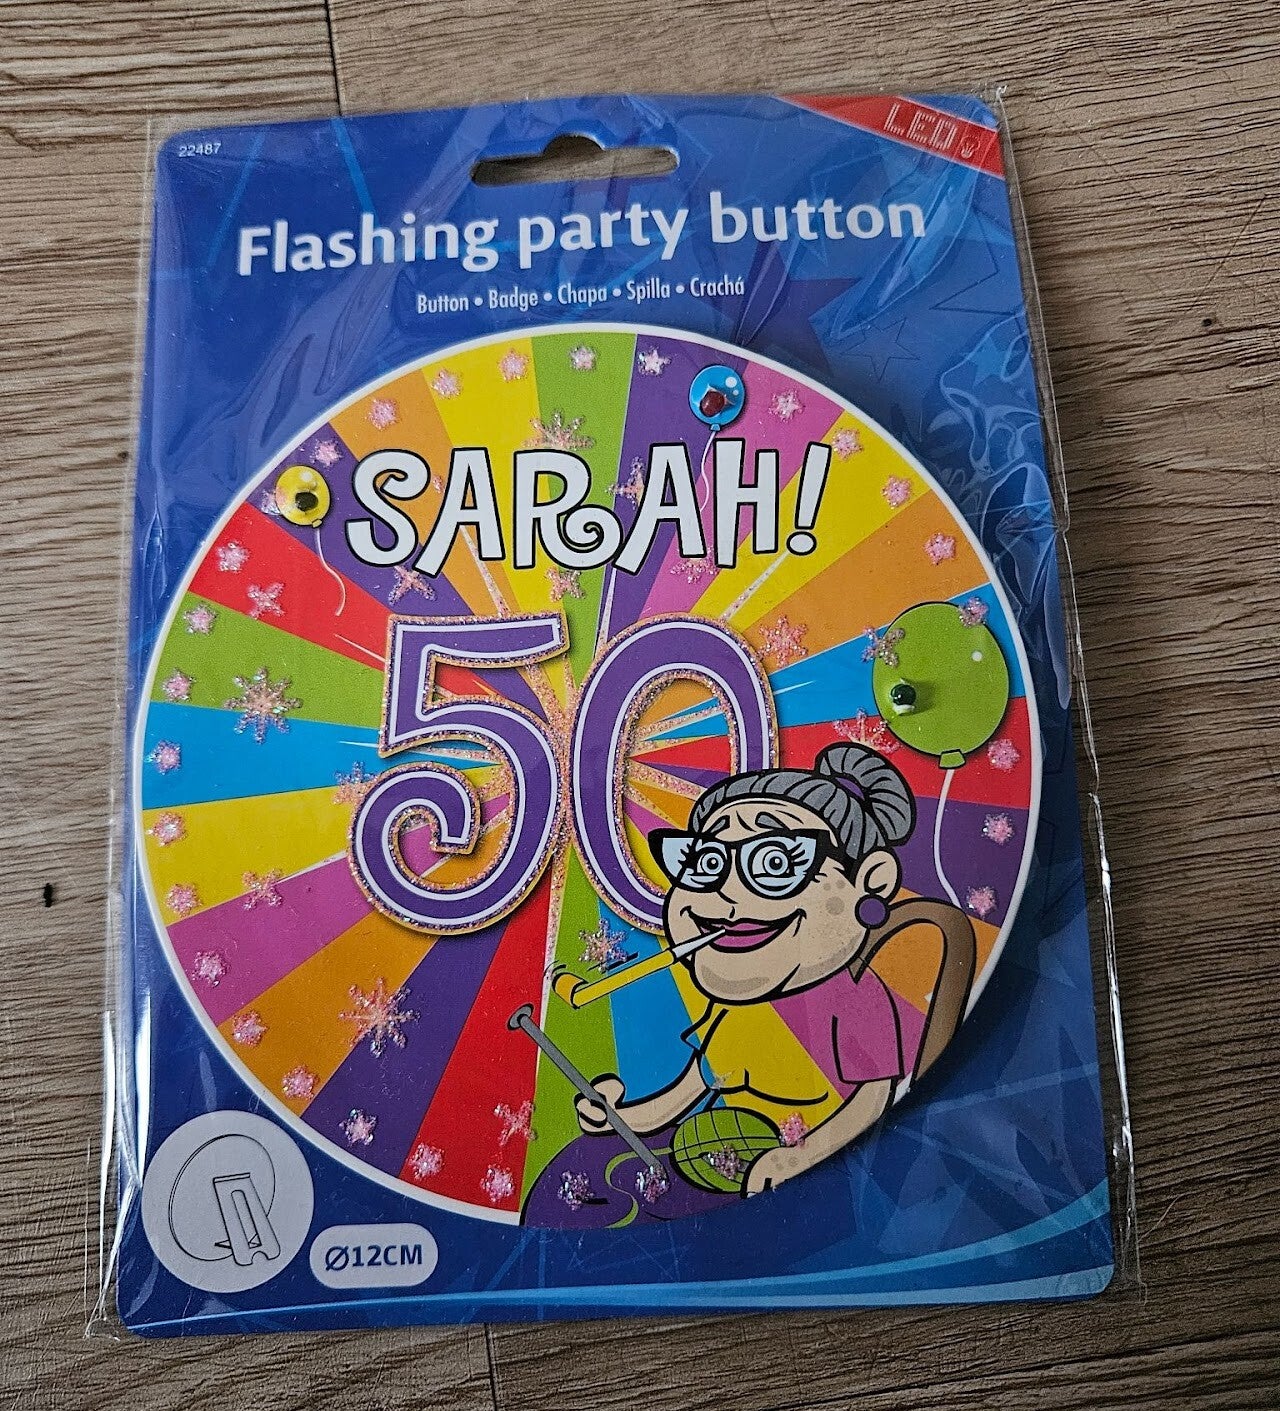 22487
LED
Flashing party button
Button • Badge • Chapa • Spilla • Crachá
SARAH!
50
Ø12CM